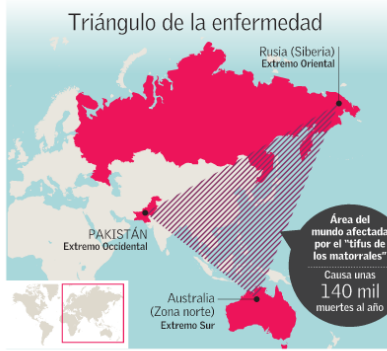 Triángulo de la enfermedad
Rusia (Siberia)
Extremo Oriental
PAKISTÁN
Extremo Occidental
Área del
mundo afectada
por el "tifus de
los matorrales"
Causa unas
140 mil
muertes al año
Australia
(Zona norte)
Extremo Sur